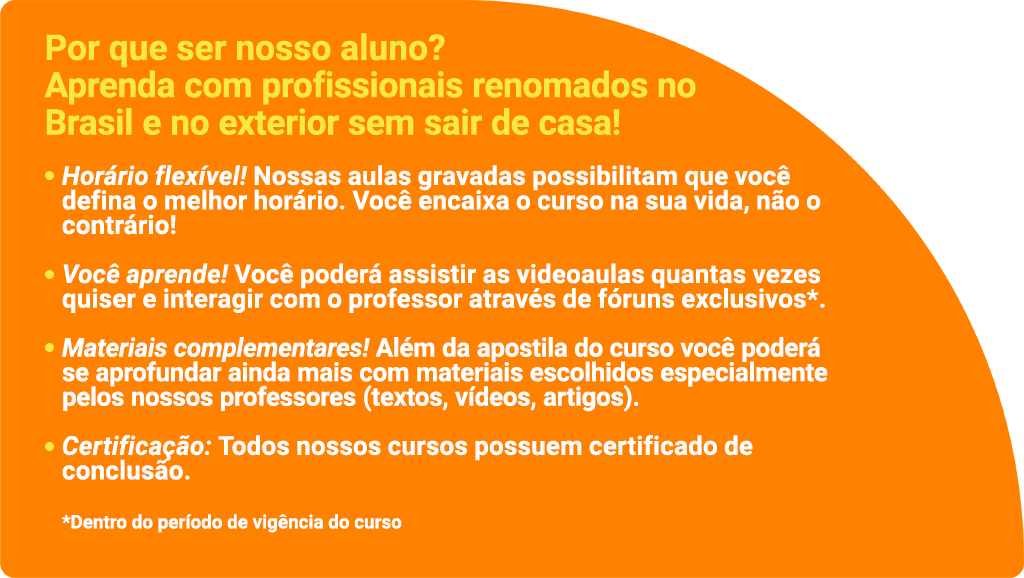 Por que ser nosso aluno?
Aprenda com profissionais renomados no
Brasil e no exterior sem sair de casa!
• Horário flexível! Nossas aulas gravadas possibilitam que você
defina o melhor horário. Você encaixa o curso na sua vida, não o
contrário!
• Você aprende! Você poderá assistir as videoaulas quantas vezes
quiser e interagir com o professor através de fóruns exclusivos*.
• Materiais complementares! Além da apostila do curso você poderá
se aprofundar ainda mais com materiais escolhidos especialmente
pelos nossos professores (textos, vídeos, artigos).
• Certificação: Todos nossos cursos possuem certificado de
conclusão.
*Dentro do período de vigência do curso